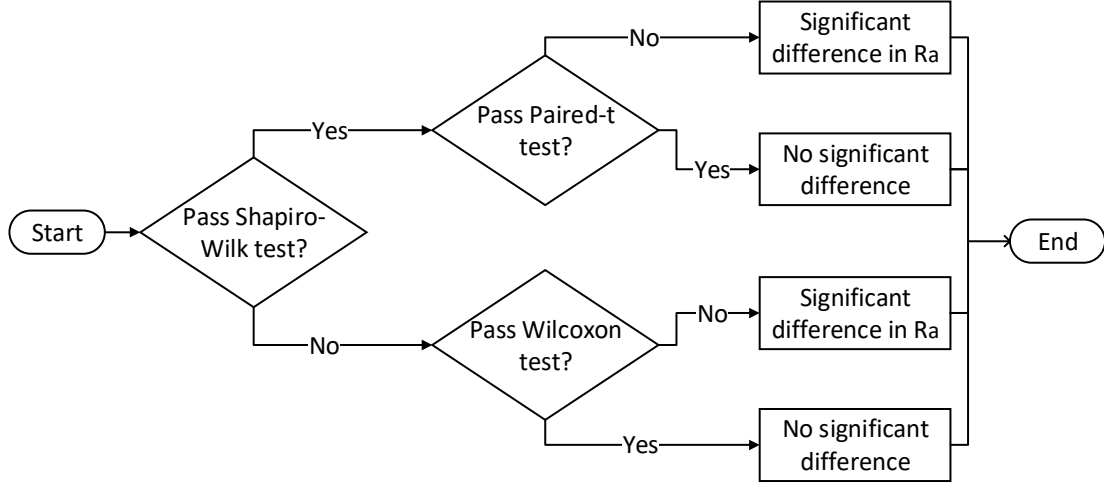 Start
Pass Shapiro-
Wilk test?
Yes
No
Pass Paired-t
test?
No
Yes
Significant
difference in Ra
No significant
difference
Pass Wilcoxon
test?
No
Yes
Significant
difference in Ra
No significant
difference
End